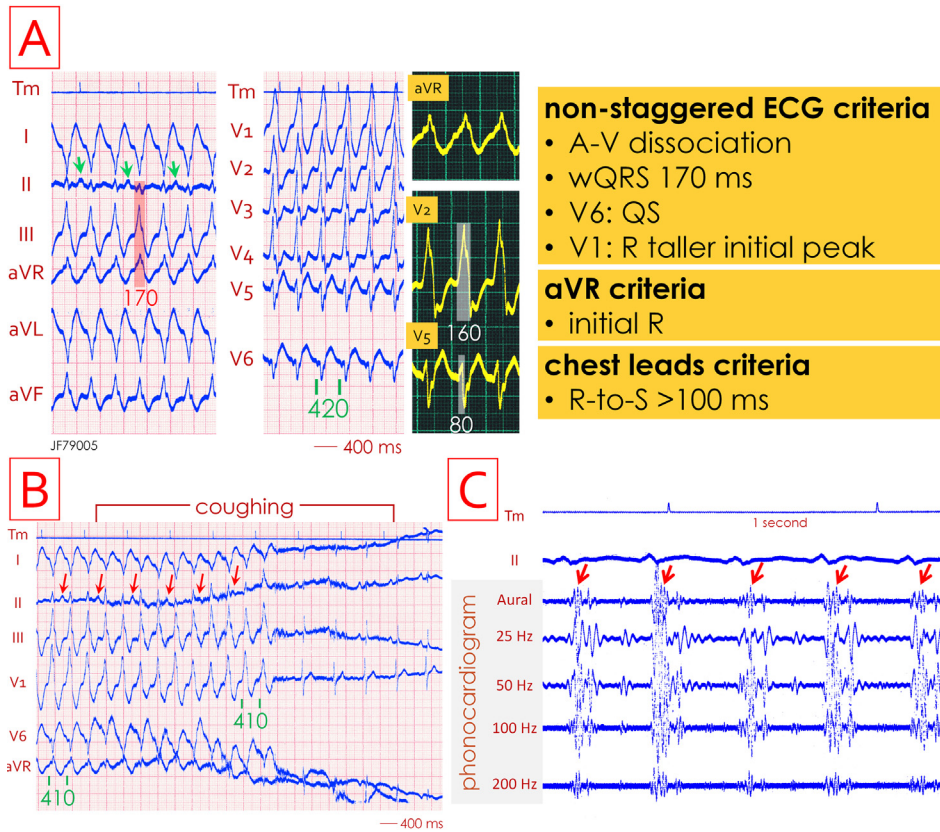 A
Tm
I
II
III
aVR
170
aVL
aVF
JF79005
Tm
V1
V2
V3
V4
V5
V6
420
400 ms
aVR
V2
160
V5
80
non-staggered ECG criteria
• A-V dissociation
• wQRS 170 ms
• V6: QS
• V1: R taller initial peak
aVR criteria
• initial R
chest leads criteria
• R-to-S >100 ms
B
coughing
Tm
I
II
III
V1
410
V6
aVR
410
400 ms
C
Tm
1 second
II
phonocardiogram
Aural
25 Hz
50 Hz
100 Hz
200 Hz